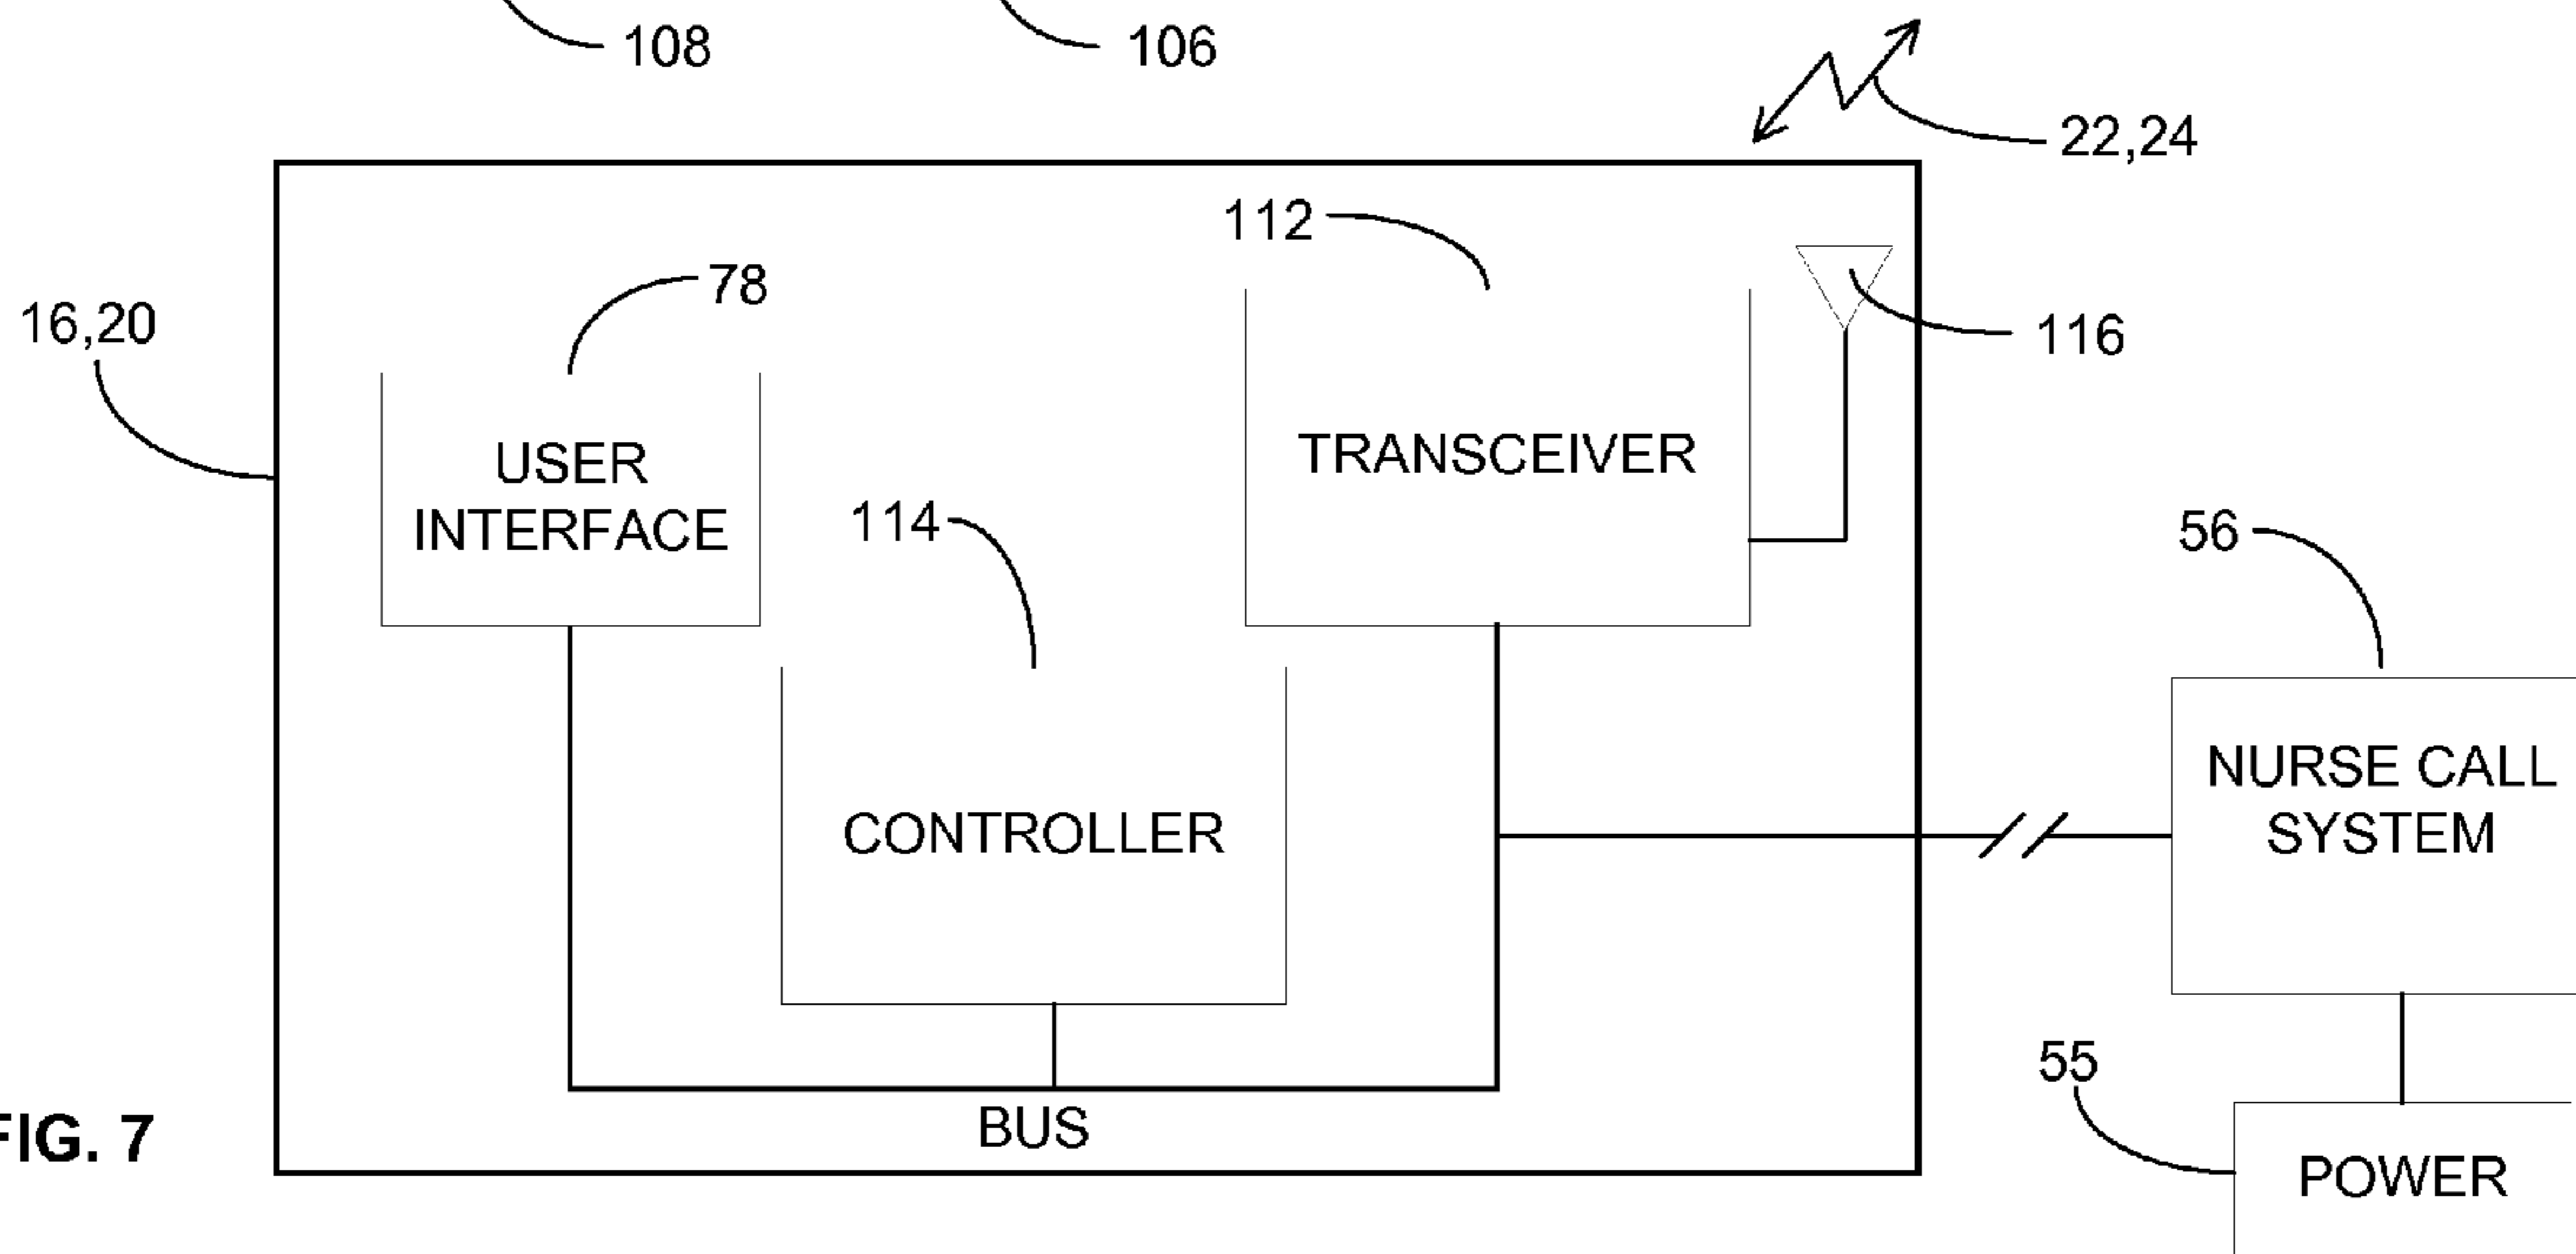 108
106
22,24
112
78
116
16,20
USER
INTERFACE
TRANSCEIVER
114
56
NURSE CALL
SYSTEM
CONTROLLER
55
BUS
FIG. 7
POWER